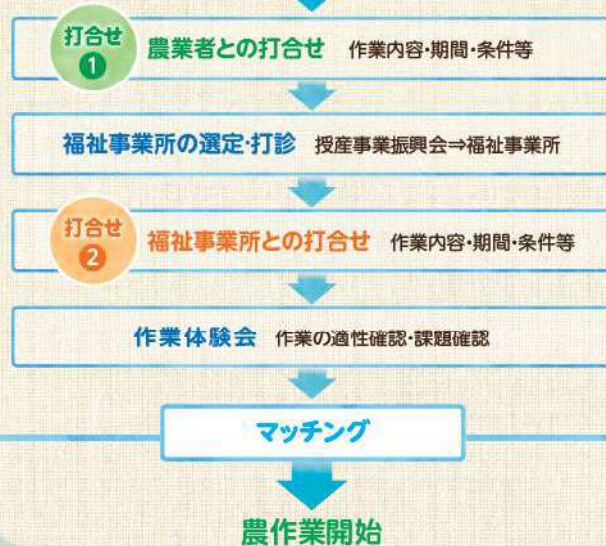 打合せ
1
農業者との打合せ 作業内容・期間・条件等
福祉事業所の選定・打診 授産事業振興会⇒福祉事業所
打合せ
2
福祉事業所との打合せ 作業内容・期間・条件等
作業体験会 作業の適性確認・課題確認
マッチング
農作業開始